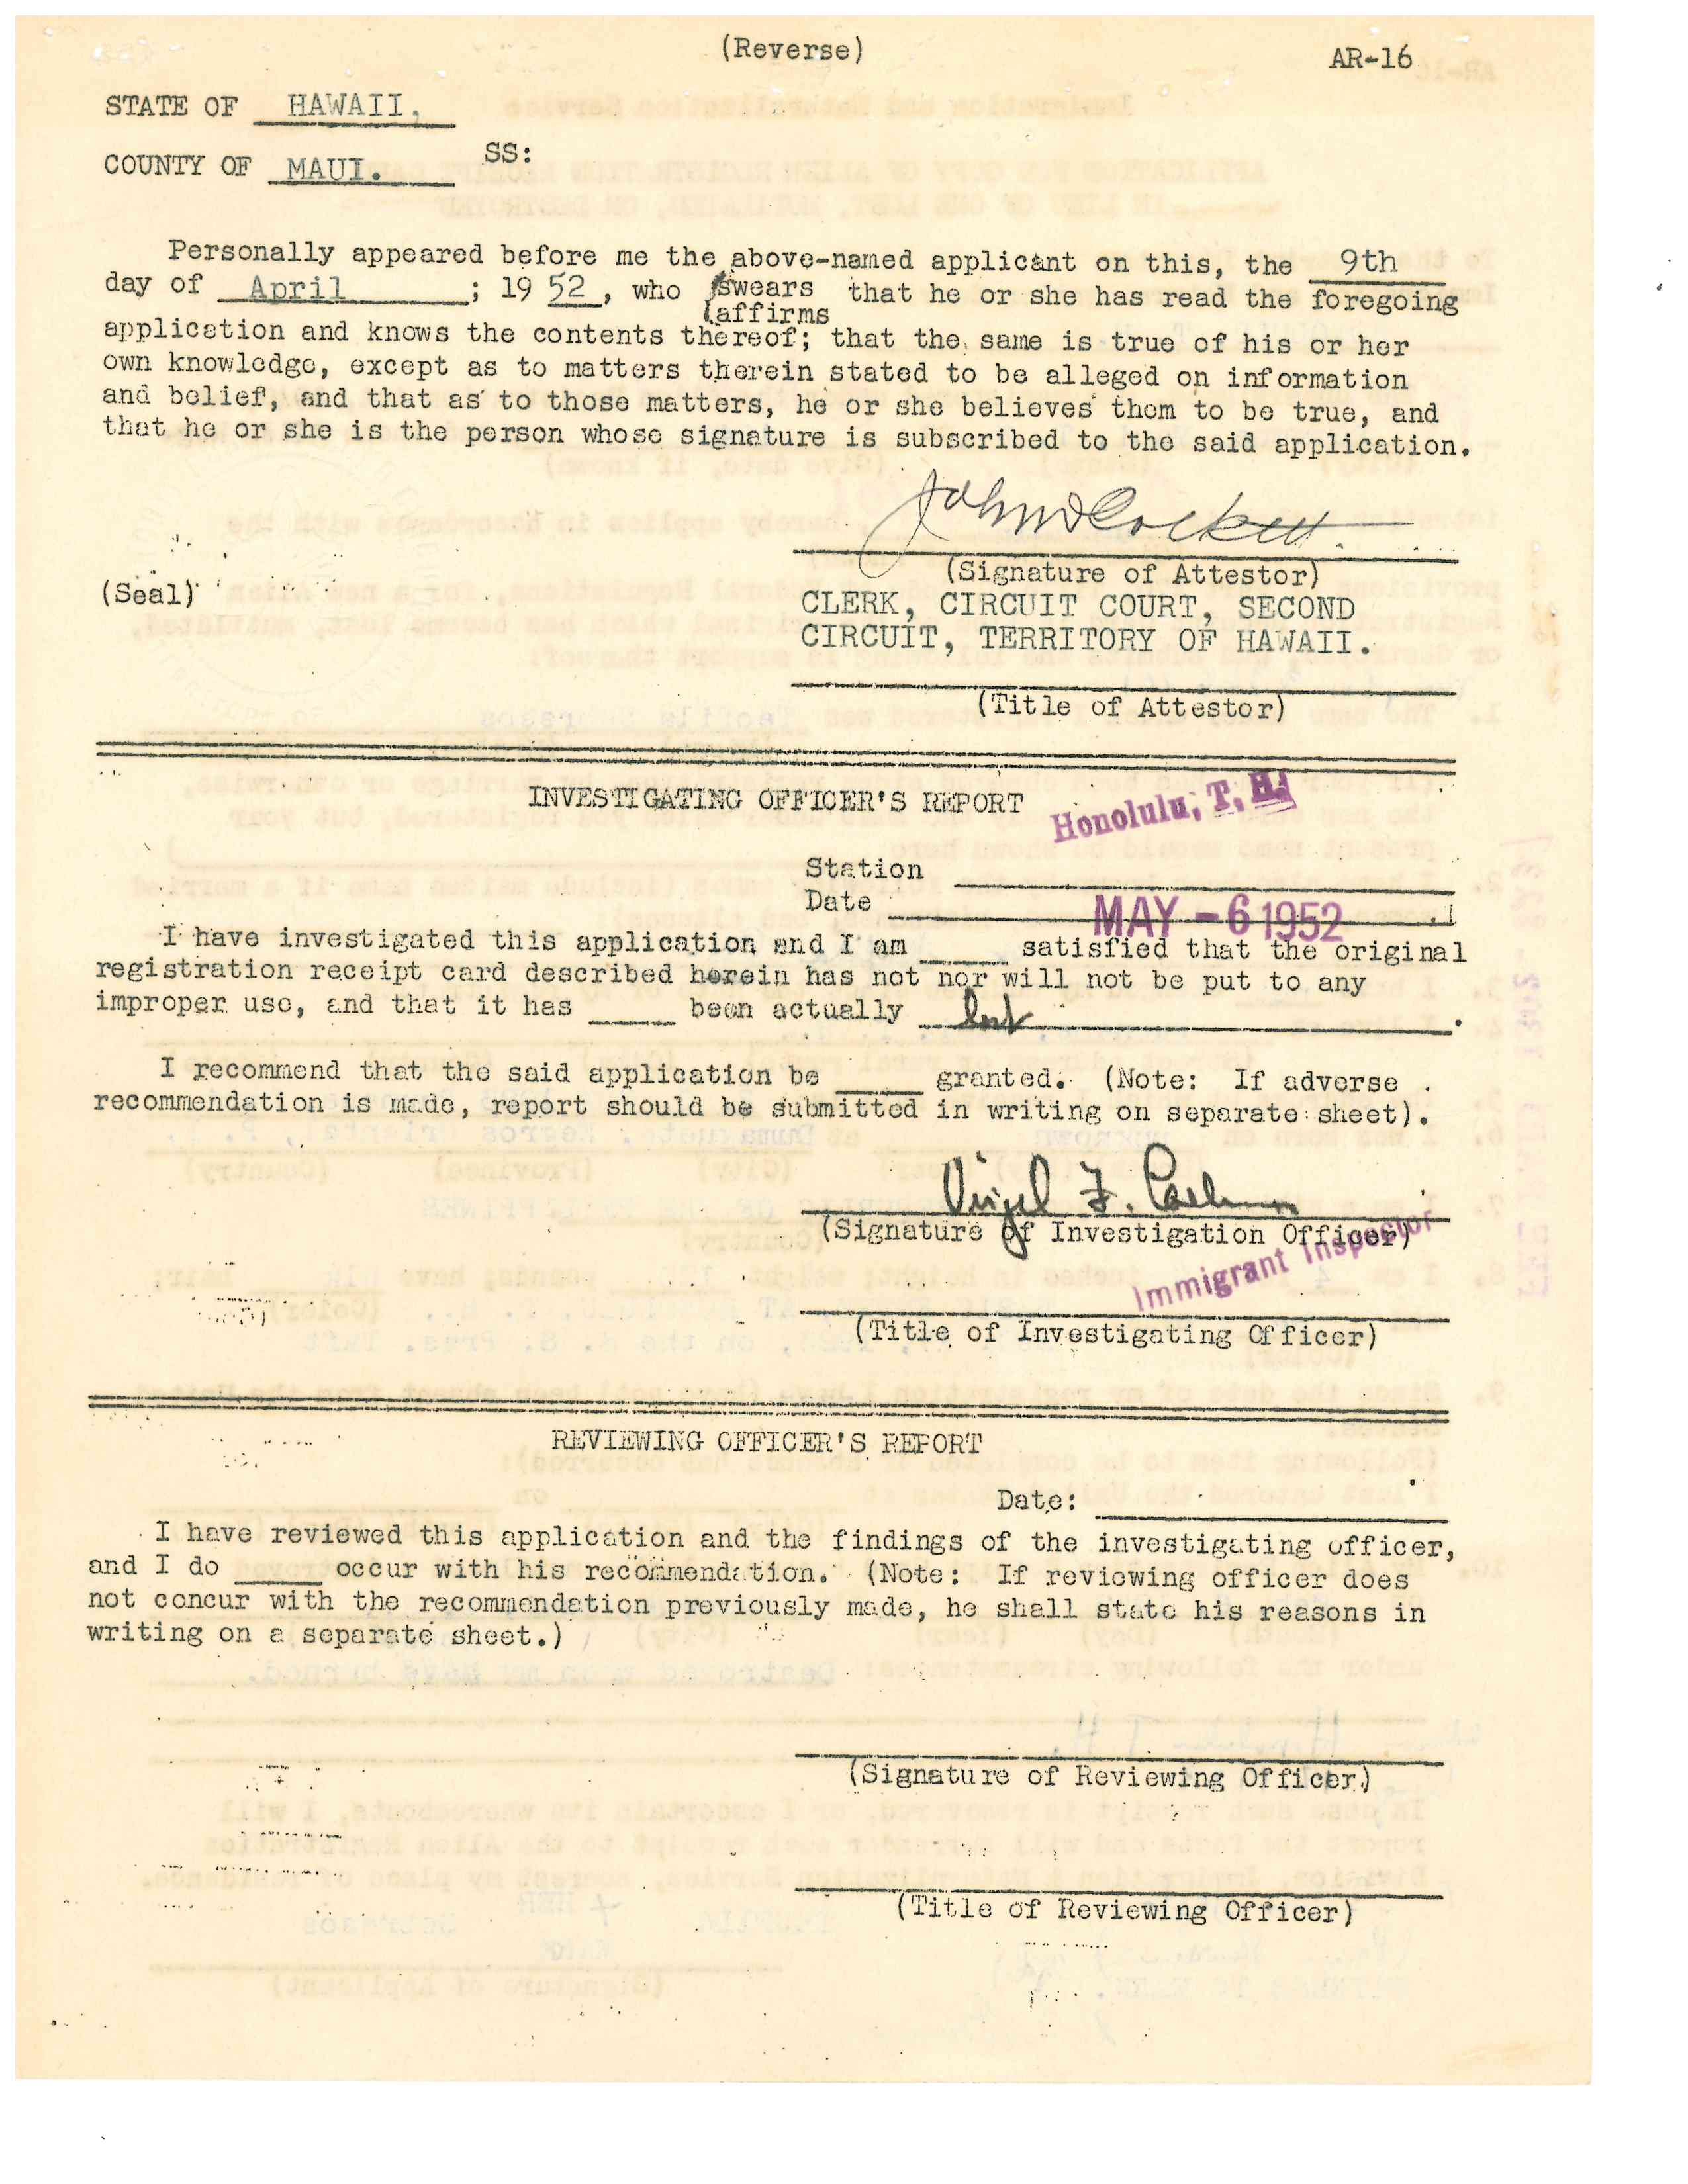 (Reverse)
AR-16
STATE OF HAWAII,
SS:
COUNTY OF MAUI.
Personally appeared before me the above-named applicant on this, the 9th
day of April ; 19 52, who (swears that he or she has read the foregoing
(affirms
application and knows the contents thereof; that the same is true of his or her
own knowledge, except as to matters therein stated to be alleged on information
and belief, and that as to those matters, he or she believes them to be true, and
that he or she is the person whose signature is subscribed to the said application.
John D Cockett
(Signature of Attestor)
(Seal)
CLERK, CIRCUIT COURT, SECOND
CIRCUIT, TERRITORY OF HAWAII.
(Title of Attestor)
INVESTIGATING OFFICER'S REPORT
Honolulu, T. H.
Station
Date MAY - 6 1952
I have investigated this application and I am ____ satisfied that the original
registration receipt card described herein has not nor will not be put to any
improper use, and that it has ____ been actually lost.
I recommend that the said application be ____ granted. (Note: If adverse
recommendation is made, report should be submitted in writing on separate sheet).
Virgil F.
(Signature of Investigation Officer)
Immigrant Inspector
(Title of Investigating Officer)
REVIEWING OFFICER'S REPORT
Date:
I have reviewed this application and the findings of the investigating officer,
and I do ____ occur with his recommendation. (Note: If reviewing officer does
not concur with the recommendation previously made, he shall state his reasons in
writing on a separate sheet.)
(Signature of Reviewing Officer)
(Title of Reviewing Officer)